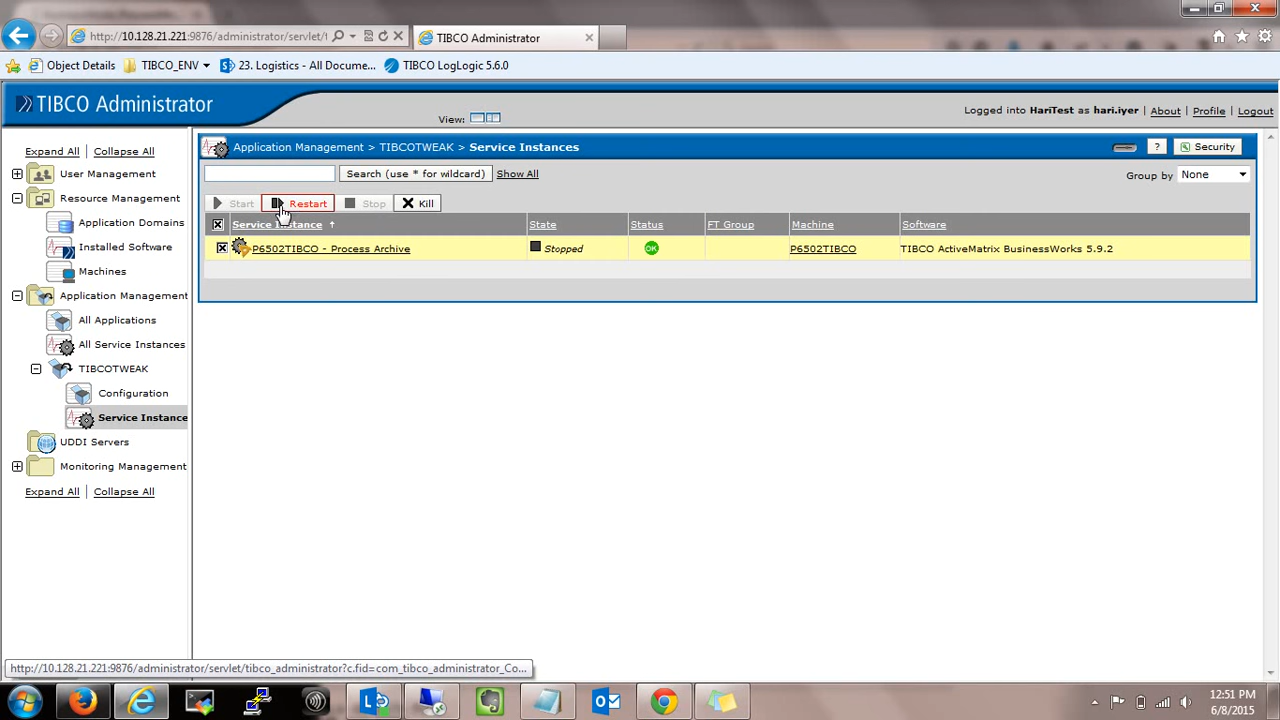 http://10.128.21.221:9876/administrator/servlet/t
TIBCO Administrator
Object Details
TIBCO_ENV
23. Logistics - All Docume...
TIBCO LogLogic 5.6.0
TIBCO Administrator
View:
Logged into HariTest as hari.iyer
About
Profile
Logout
Expand All
Collapse All
User Management
Resource Management
Application Domains
Installed Software
Machines
Application Management
All Applications
All Service Instances
TIBCOTWEAK
Configuration
Service Instance
UDDI Servers
Monitoring Management
Expand All
Collapse All
Application Management > TIBCOTWEAK > Service Instances
?
Security
Search (use * for wildcard)
Show All
Group by
None
Start
Restart
Stop
Kill
Service Instance
State
Status
FT Group
Machine
Software
P6502TIBCO - Process Archive
Stopped
OK
P6502TIBCO
TIBCO ActiveMatrix BusinessWorks 5.9.2
http://10.128.21.221:9876/administrator/servlet/tibco_administrator?c.fid=com_tibco_administrator_Co...
12:51 PM
6/8/2015